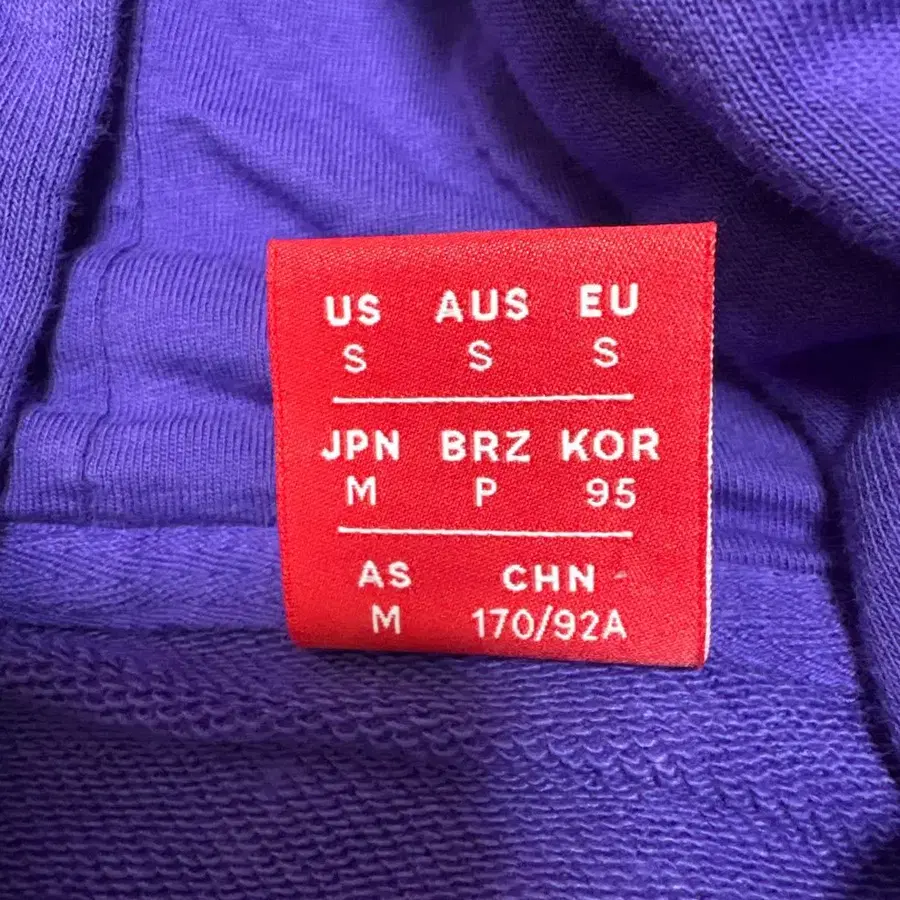 US AUS EU
S S S
JPN BRZ KOR
M P 95
AS CHN
M 170/92A